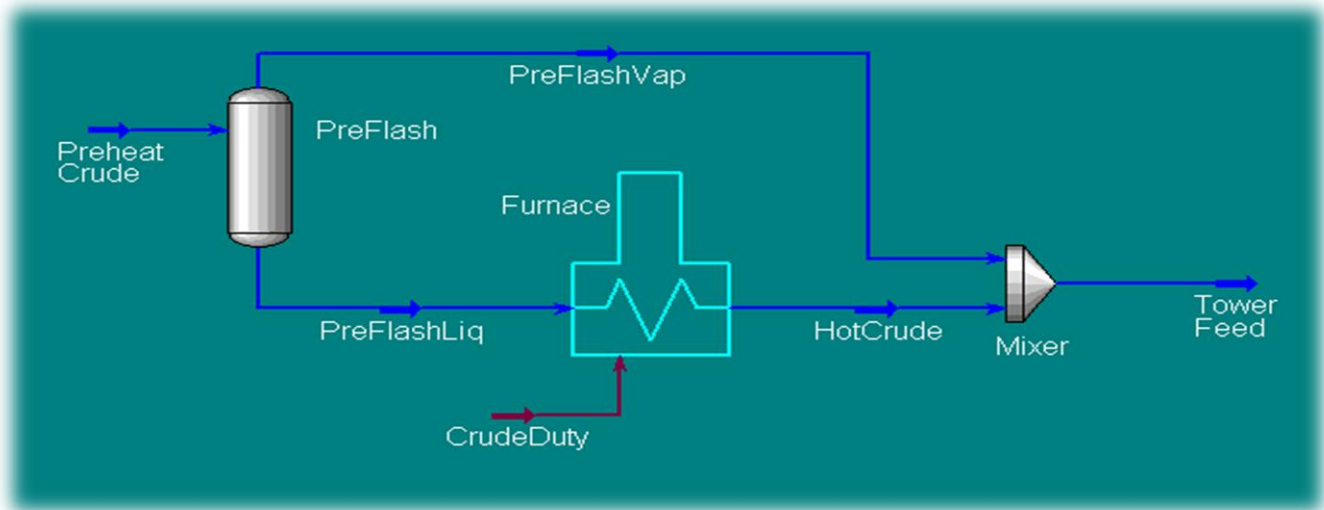 PreFlashVap
PreFlash
Preheat
Crude
Furnace
PreFlashLiq
HotCrude
Tower
Feed
Mixer
CrudeDuty